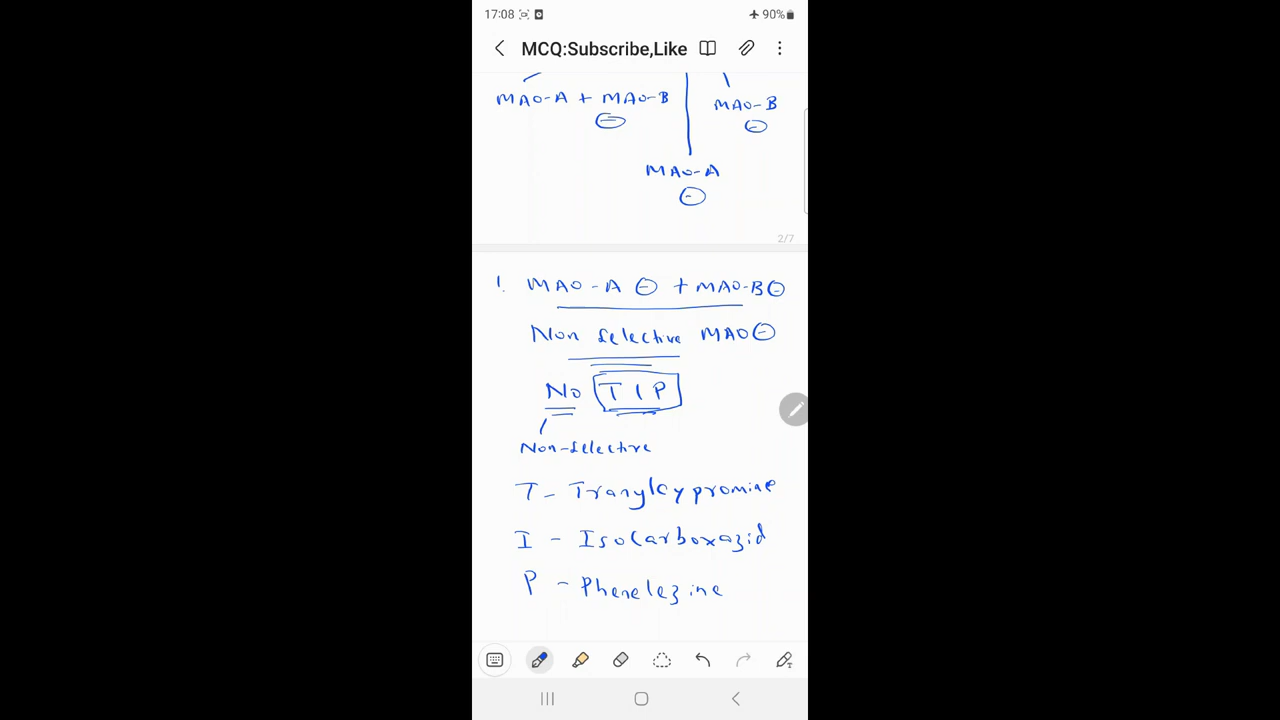 17:08 90%
MCQ:Subscribe,Like
MAO-A + MAO-B
MAO-B
MAO-A
2/7
1. MAO-A ⊖ + MAO-B ⊖
Non Selective MAO ⊖
No TIP
Non-Selective
T - Tranylcypromine
I - Isocarboxazid
P - Phenelezine